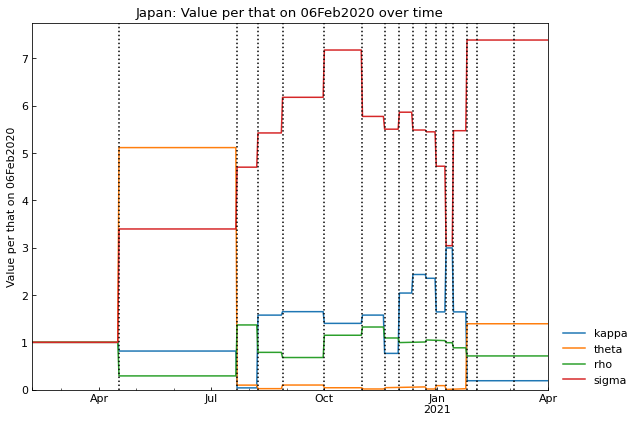 Japan: Value per that on 06Feb2020 over time
Value per that on 06Feb2020
7
6
5
4
3
2
1
0
Apr
Jul
Oct
Jan
2021
Apr
kappa
theta
rho
sigma